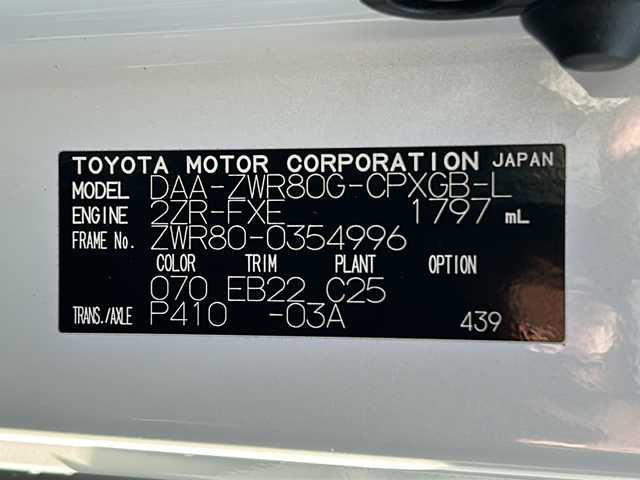 TOYOTA MOTOR CORPORATION JAPAN
MODEL DAA-ZWR80G-CPXGB-L
ENGINE 2ZR-FXE 1797 mL
FRAME No. ZWR80-0354996
COLOR TRIM PLANT OPTION
070 EB22 C25
TRANS./AXLE P410 -03A 439